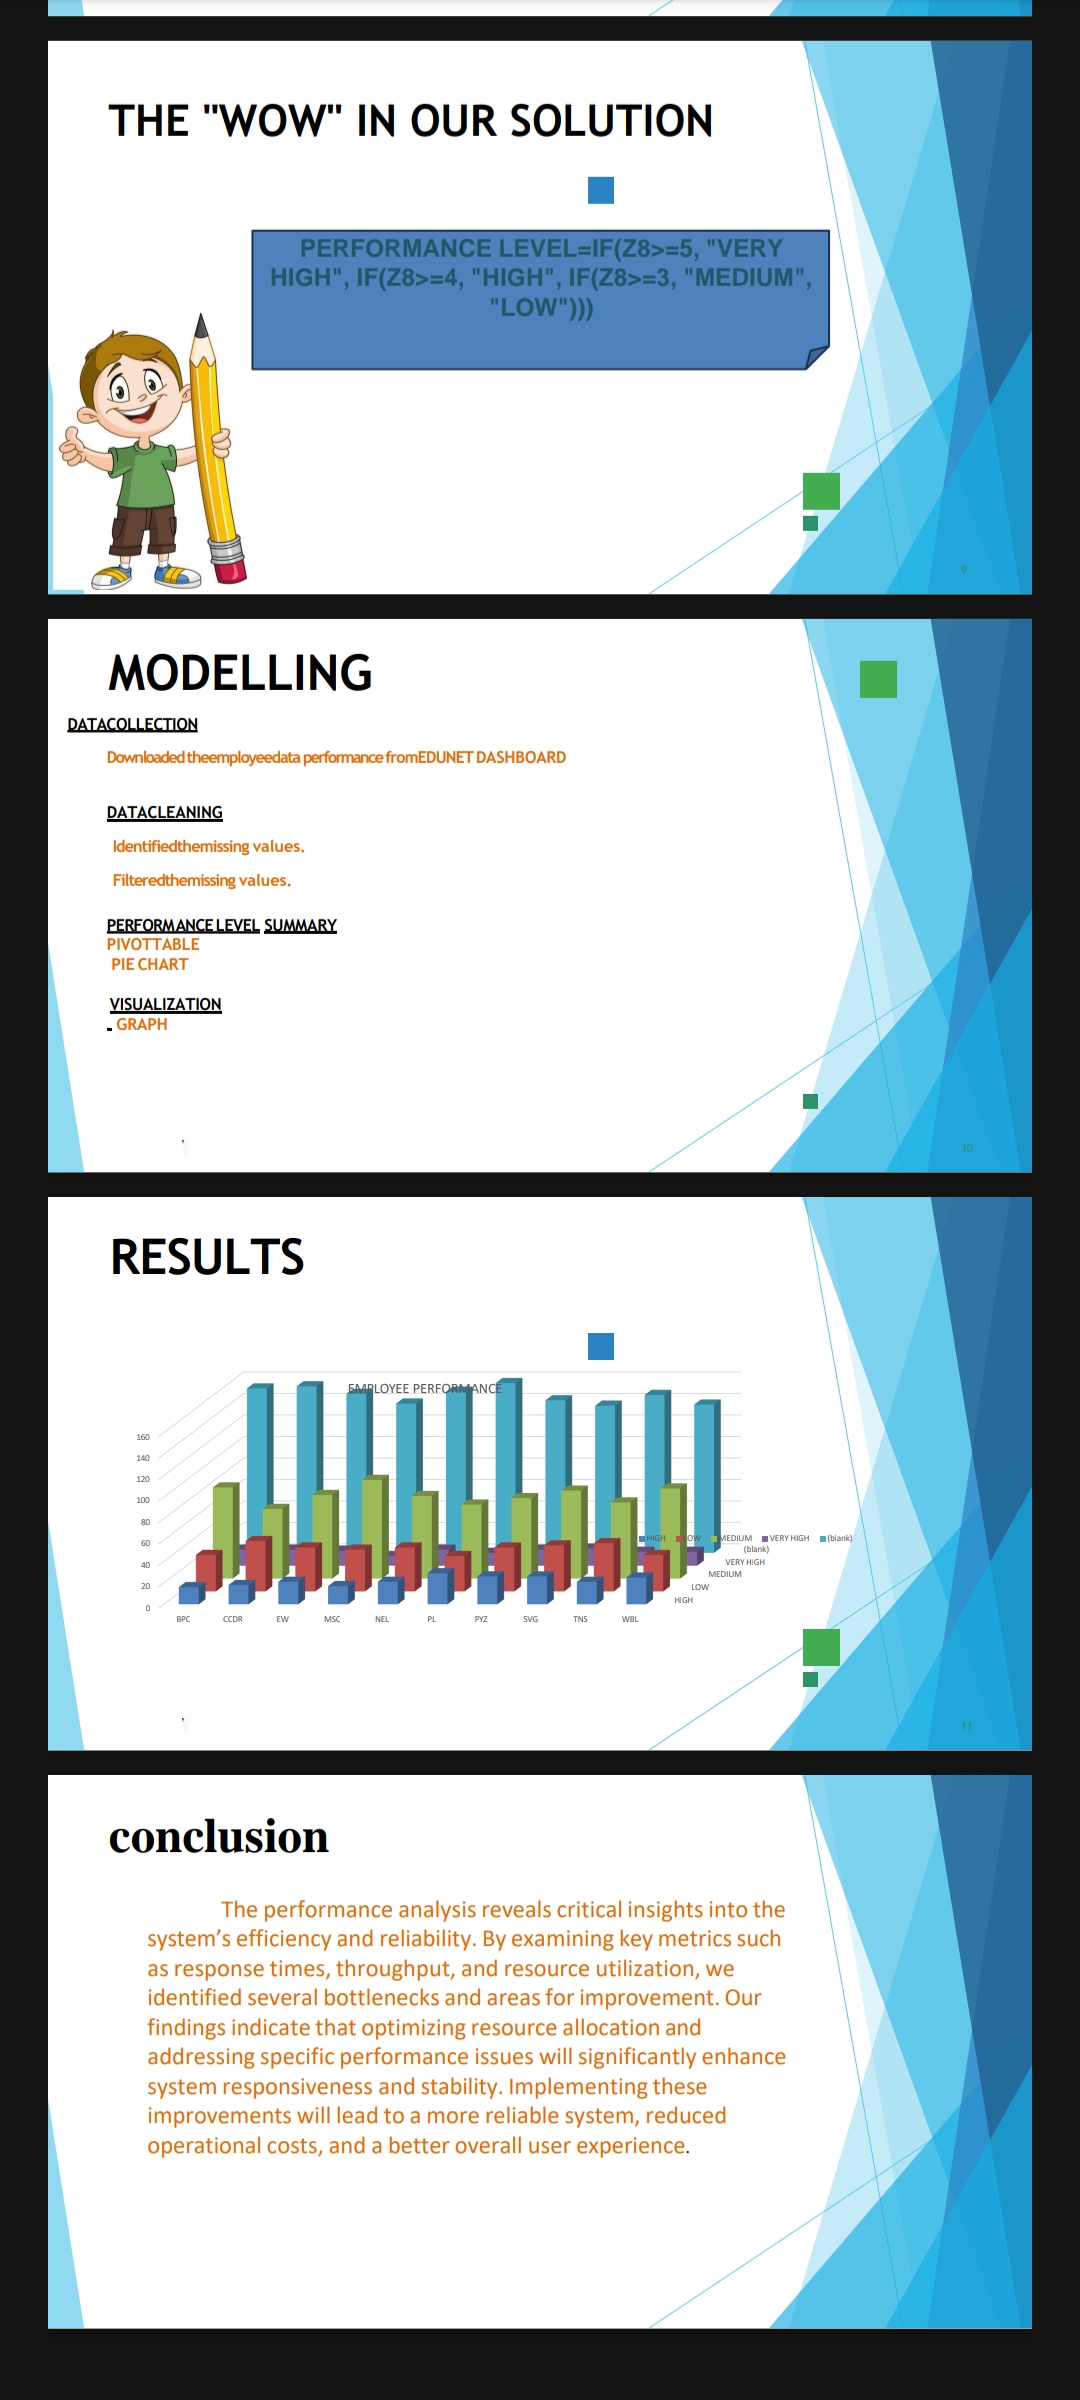 THE "WOW" IN OUR SOLUTION
PERFORMANCE LEVEL=IF(Z8>=5, "VERY
HIGH", IF(Z8>=4, "HIGH", IF(Z8>=3, "MEDIUM",
"LOW")))
9
MODELLING
DATACOLLECTION
Downloaded theemployeedata performance fromEDUNET DASHBOARD
DATACLEANING
Identifiedthemissing values.
Filteredthemissing values.
PERFORMANCE LEVEL SUMMARY
PIVOTTABLE
PIE CHART
VISUALIZATION
GRAPH
10
RESULTS
EMPLOYEE PERFORMANCE
160
140
120
100
80
60
40
20
0
BPC CCDR EW MSC NEL PL PYZ SVG TNS WBL
HIGH LOW MEDIUM VERY HIGH (blank)
(blank)
VERY HIGH
MEDIUM
LOW
HIGH
11
conclusion
The performance analysis reveals critical insights into the
system’s efficiency and reliability. By examining key metrics such
as response times, throughput, and resource utilization, we
identified several bottlenecks and areas for improvement. Our
findings indicate that optimizing resource allocation and
addressing specific performance issues will significantly enhance
system responsiveness and stability. Implementing these
improvements will lead to a more reliable system, reduced
operational costs, and a better overall user experience.